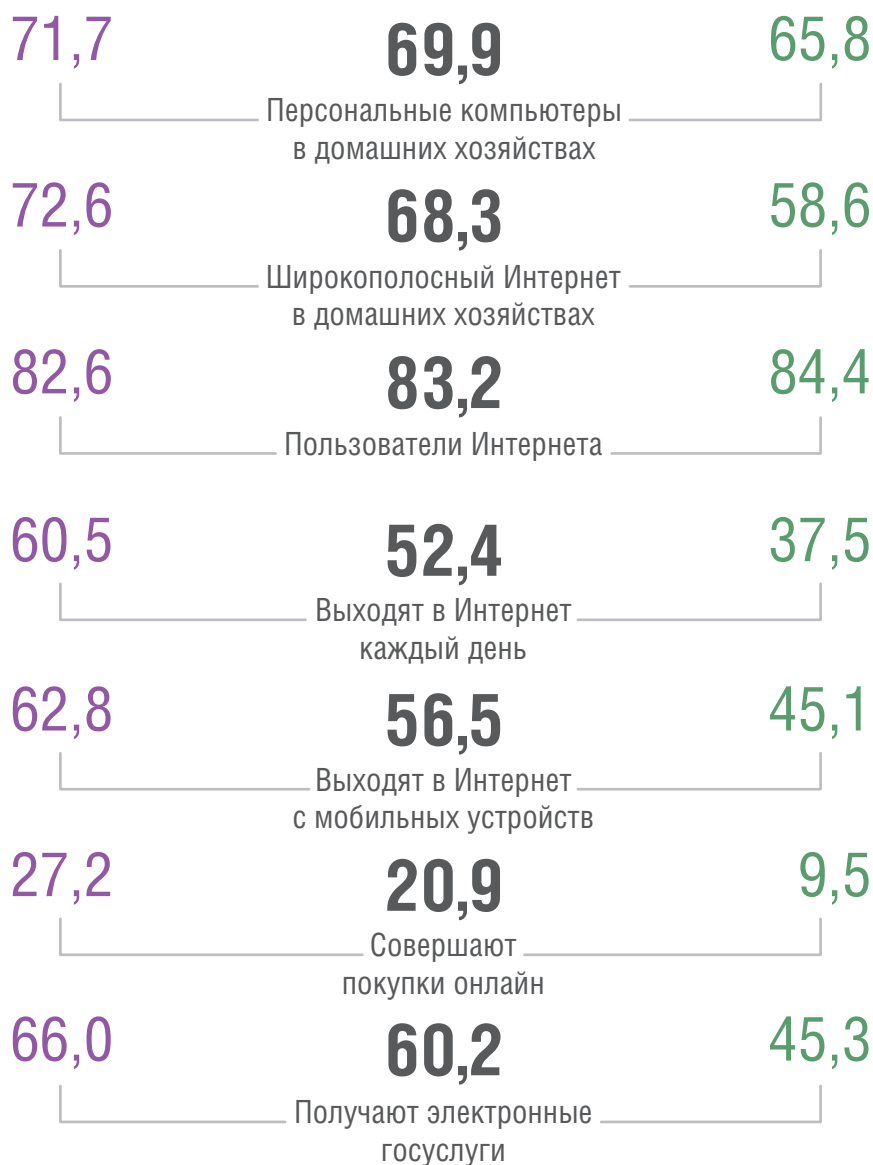 71,7 69,9 65,8
Персональные компьютеры
в домашних хозяйствах
72,6 68,3 58,6
Широкополосный Интернет
в домашних хозяйствах
82,6 83,2 84,4
Пользователи Интернета
60,5 52,4 37,5
Выходят в Интернет
каждый день
62,8 56,5 45,1
Выходят в Интернет
с мобильных устройств
27,2 20,9 9,5
Совершают
покупки онлайн
66,0 60,2 45,3
Получают электронные
госуслуги